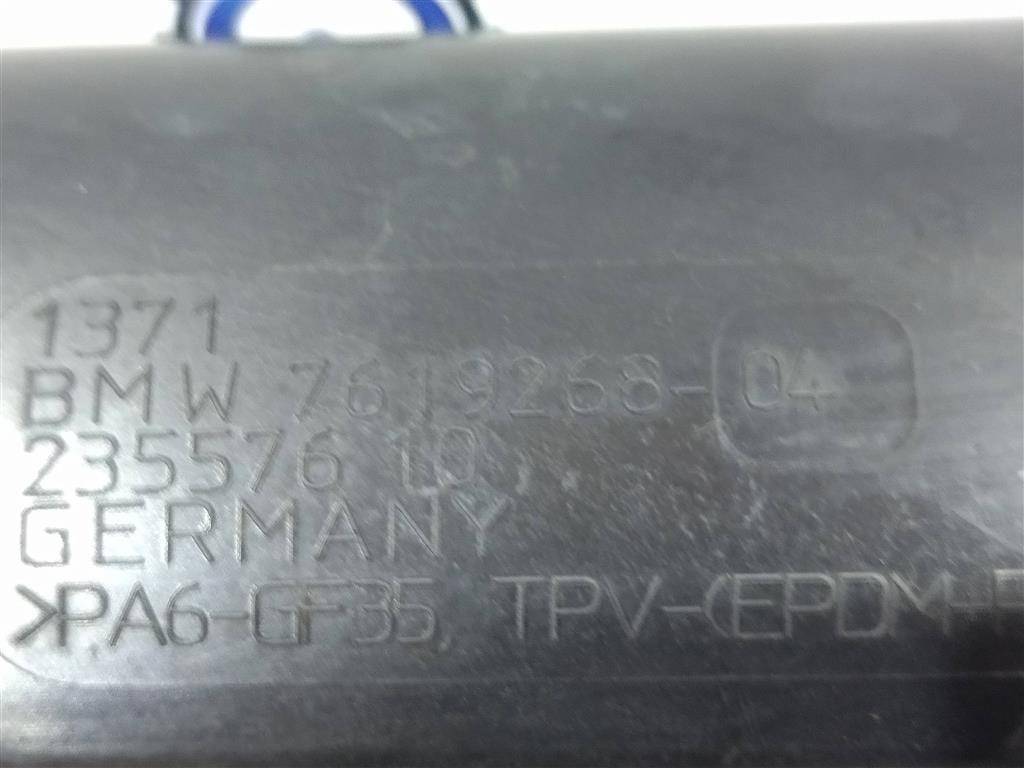 1371
BMW 7619268-04
235576 10
GERMANY
>PA6-GF35, TPV-(EPDM+P